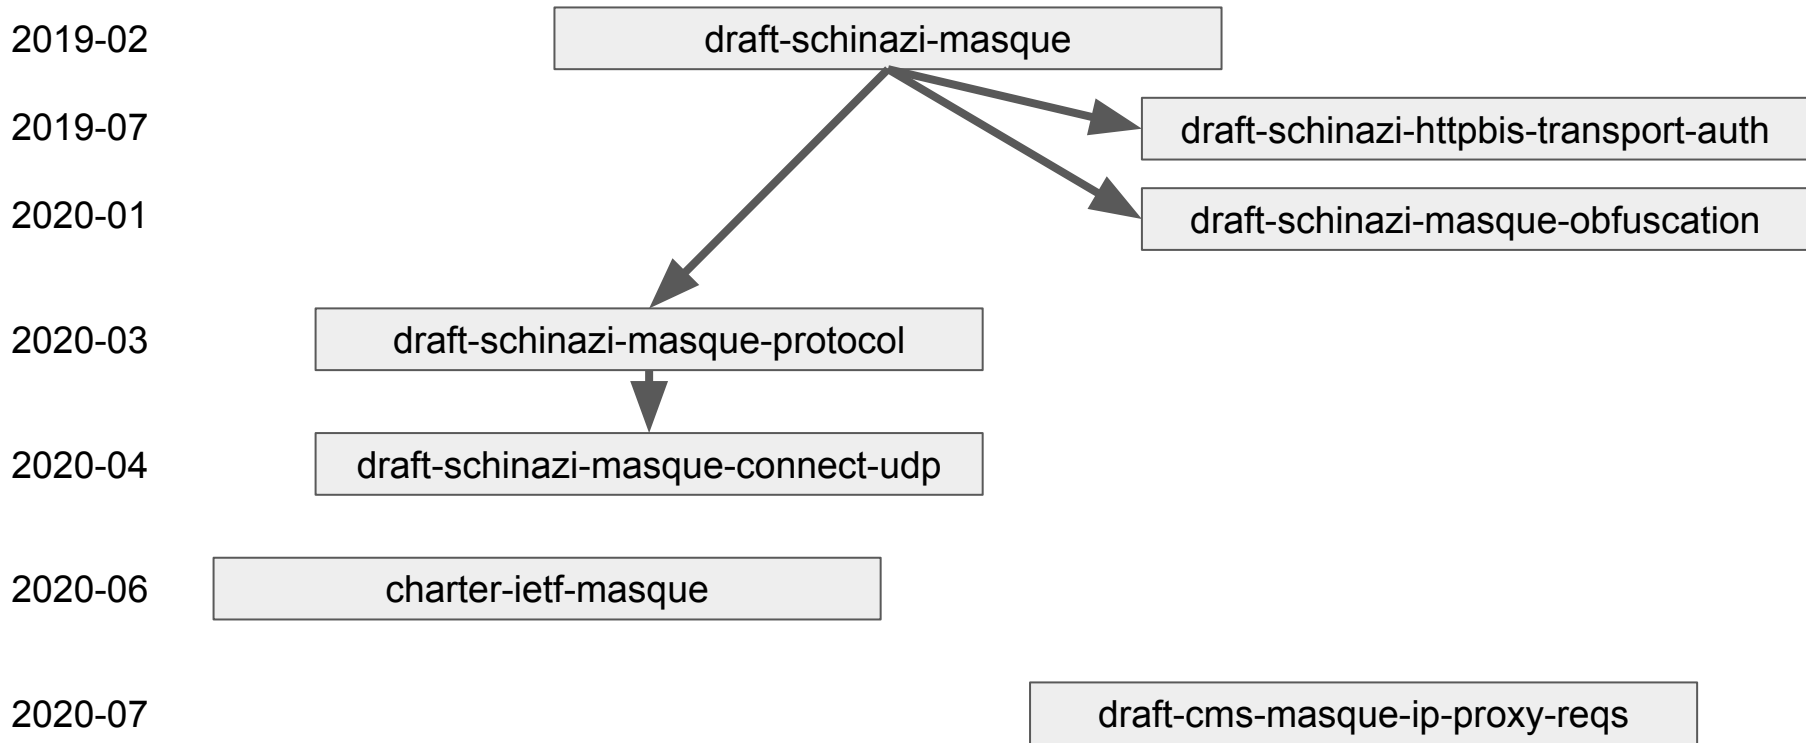 2019-02 draft-schinazi-masque
2019-07 draft-schinazi-httpbis-transport-auth
2020-01 draft-schinazi-masque-obfuscation
2020-03 draft-schinazi-masque-protocol
2020-04 draft-schinazi-masque-connect-udp
2020-06 charter-ietf-masque
2020-07 draft-cms-masque-ip-proxy-reqs